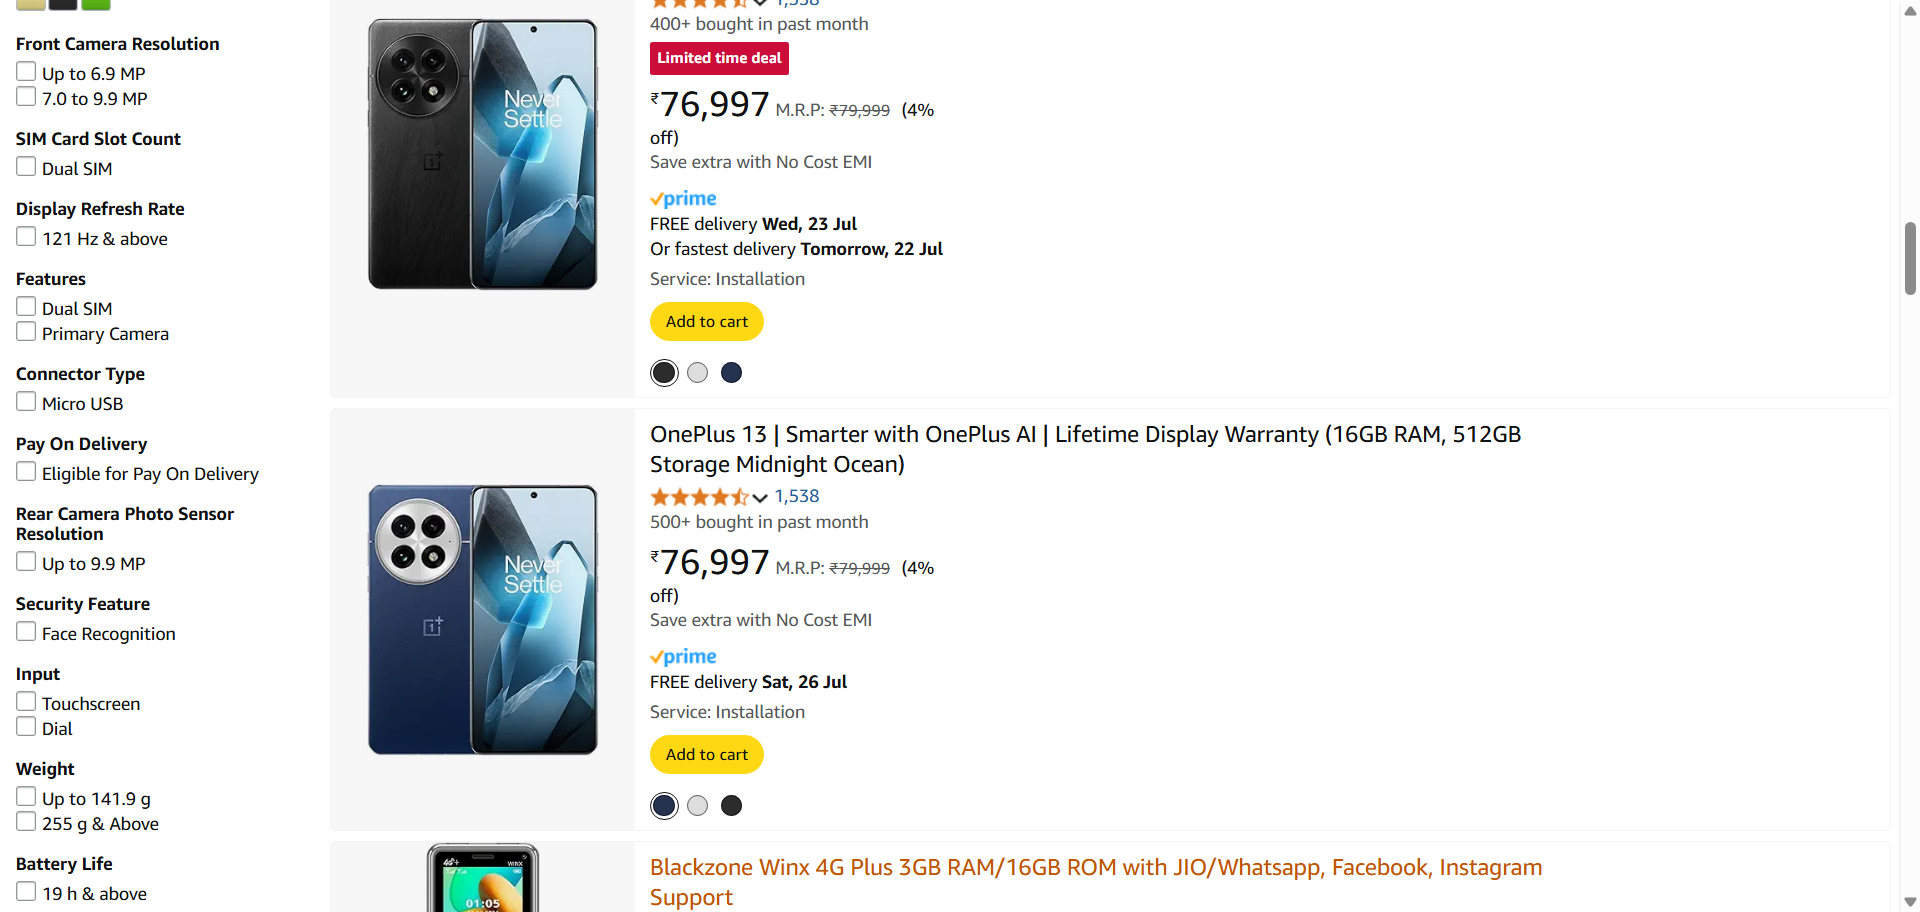 Front Camera Resolution
Up to 6.9 MP
7.0 to 9.9 MP
SIM Card Slot Count
Dual SIM
Display Refresh Rate
121 Hz & above
Features
Dual SIM
Primary Camera
Connector Type
Micro USB
Pay On Delivery
Eligible for Pay On Delivery
Rear Camera Photo Sensor
Resolution
Up to 9.9 MP
Security Feature
Face Recognition
Input
Touchscreen
Dial
Weight
Up to 141.9 g
255 g & Above
Battery Life
19 h & above
Never
Settle
1,538
400+ bought in past month
Limited time deal
₹76,997 M.R.P: ₹79,999 (4%
off)
Save extra with No Cost EMI
prime
FREE delivery Wed, 23 Jul
Or fastest delivery Tomorrow, 22 Jul
Service: Installation
Add to cart
Never
Settle
OnePlus 13 | Smarter with OnePlus AI | Lifetime Display Warranty (16GB RAM, 512GB
Storage Midnight Ocean)
1,538
500+ bought in past month
₹76,997 M.R.P: ₹79,999 (4%
off)
Save extra with No Cost EMI
prime
FREE delivery Sat, 26 Jul
Service: Installation
Add to cart
4G+ WINX
01:05
Blackzone Winx 4G Plus 3GB RAM/16GB ROM with JIO/Whatsapp, Facebook, Instagram
Support